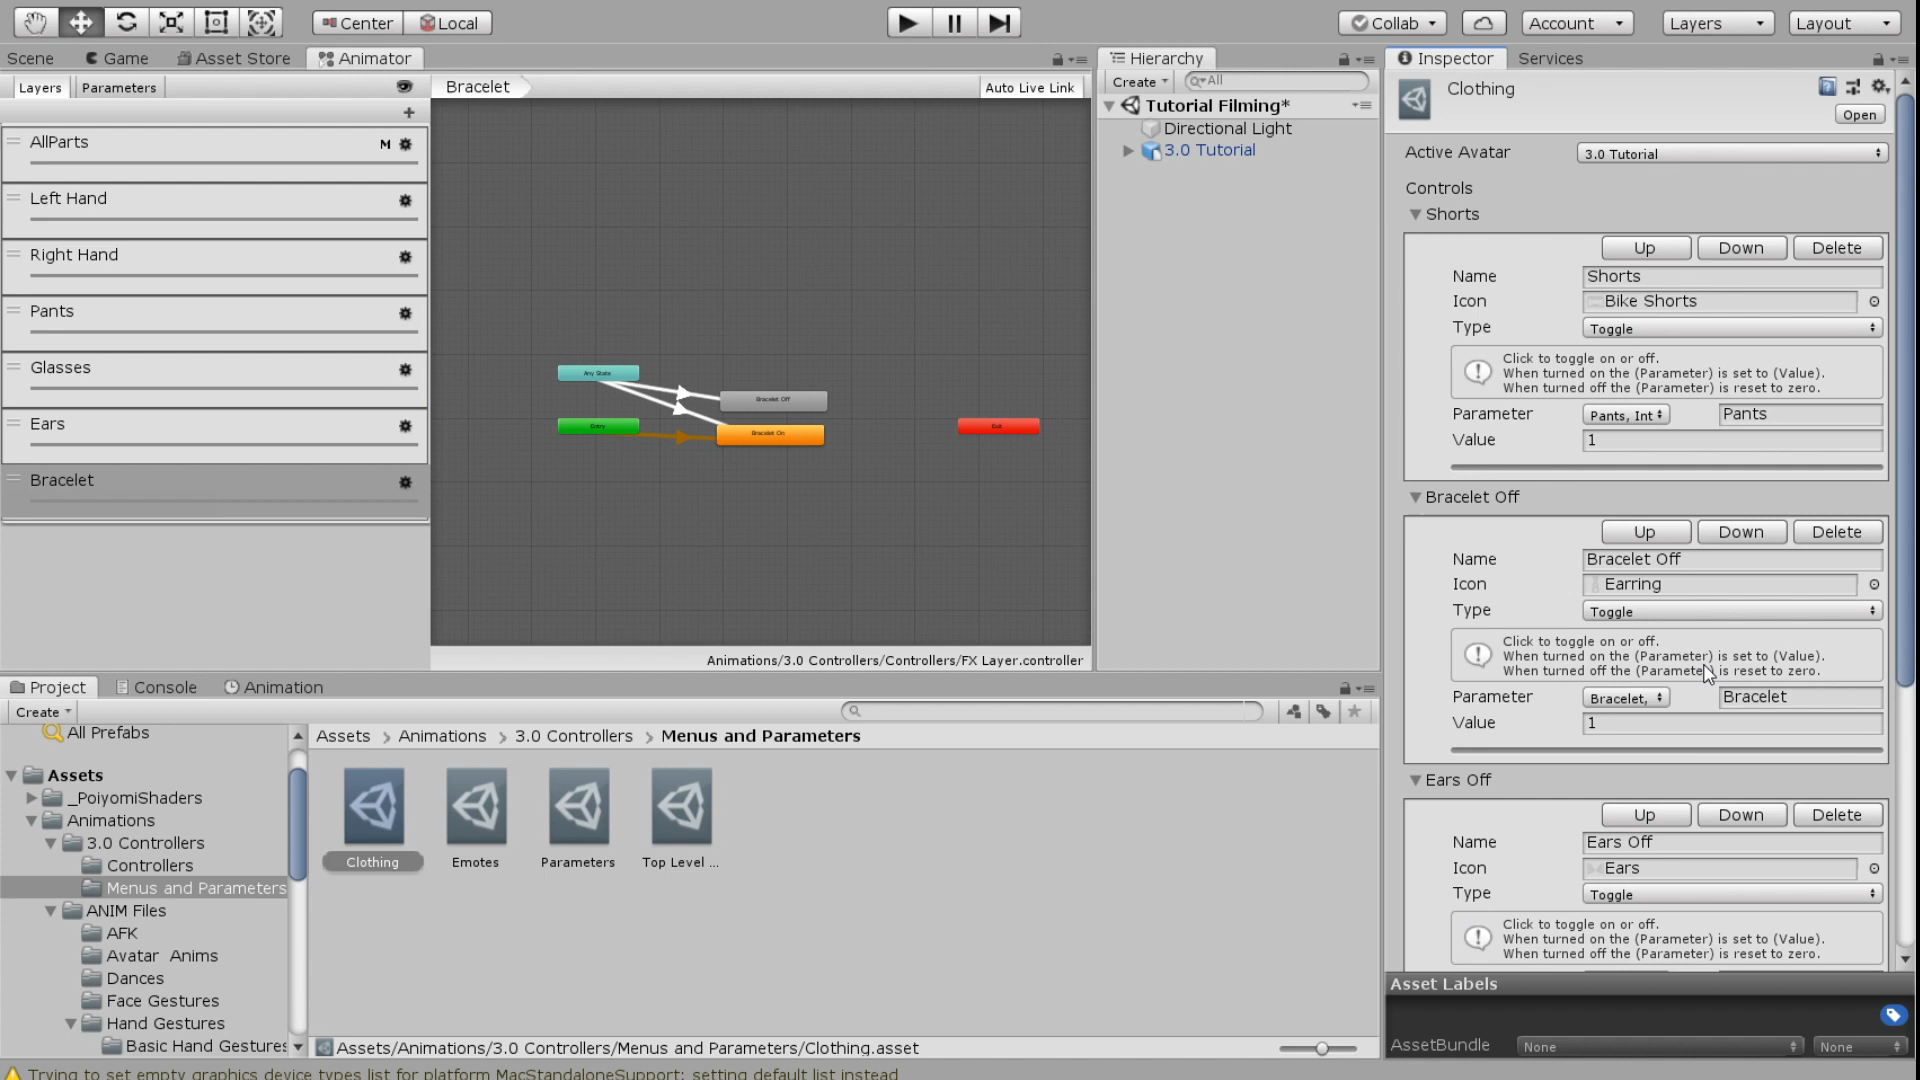 Center
Local
Collab
Account
Layers
Layout
Scene
Game
Asset Store
Animator
Layers
Parameters
Bracelet
Auto Live Link
AllParts
M
Left Hand
Right Hand
Pants
Glasses
Ears
Bracelet
Any State
Bracelet Off
Entry
Bracelet On
Exit
Animations/3.0 Controllers/Controllers/FX Layer.controller
Hierarchy
Create
All
Tutorial Filming*
Directional Light
3.0 Tutorial
Inspector
Services
Clothing
Open
Active Avatar
3.0 Tutorial
Controls
Shorts
Up
Down
Delete
Name
Shorts
Icon
Bike Shorts
Type
Toggle
Click to toggle on or off.
When turned on the (Parameter) is set to (Value).
When turned off the (Parameter) is reset to zero.
Parameter
Pants, Int
Pants
Value
1
Bracelet Off
Up
Down
Delete
Name
Bracelet Off
Icon
Earring
Type
Toggle
Click to toggle on or off.
When turned on the (Parameter) is set to (Value).
When turned off the (Parameter) is reset to zero.
Parameter
Bracelet,
Bracelet
Value
1
Ears Off
Up
Down
Delete
Name
Ears Off
Icon
Ears
Type
Toggle
Click to toggle on or off.
When turned on the (Parameter) is set to (Value).
When turned off the (Parameter) is reset to zero.
Asset Labels
AssetBundle
None
None
Project
Console
Animation
Create
All Prefabs
Assets
_PoiyomiShaders
Animations
3.0 Controllers
Controllers
Menus and Parameters
ANIM Files
AFK
Avatar Anims
Dances
Face Gestures
Hand Gestures
Basic Hand Gestures
Assets > Animations > 3.0 Controllers > Menus and Parameters
Clothing
Emotes
Parameters
Top Level ...
Assets/Animations/3.0 Controllers/Menus and Parameters/Clothing.asset
Trying to set empty graphics device types list for platform MacStandaloneSupport: setting default list instead